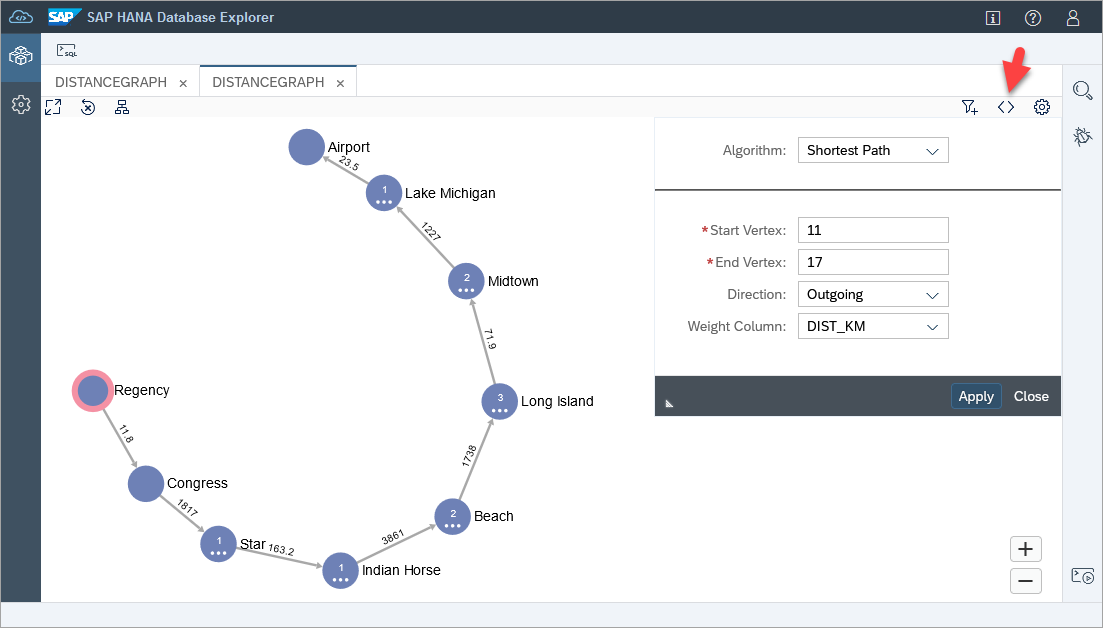 SAP SAP HANA Database Explorer
SQL
DISTANCEGRAPH × DISTANCEGRAPH ×
Algorithm: Shortest Path
*Start Vertex: 11
*End Vertex: 17
Direction: Outgoing
Weight Column: DIST_KM
Apply Close
Airport
23.5
1
Lake Michigan
1227
2
Midtown
71.9
3
Long Island
1738
2
Beach
3861
1
Indian Horse
163.2
1
Star
1817
Congress
11.8
Regency